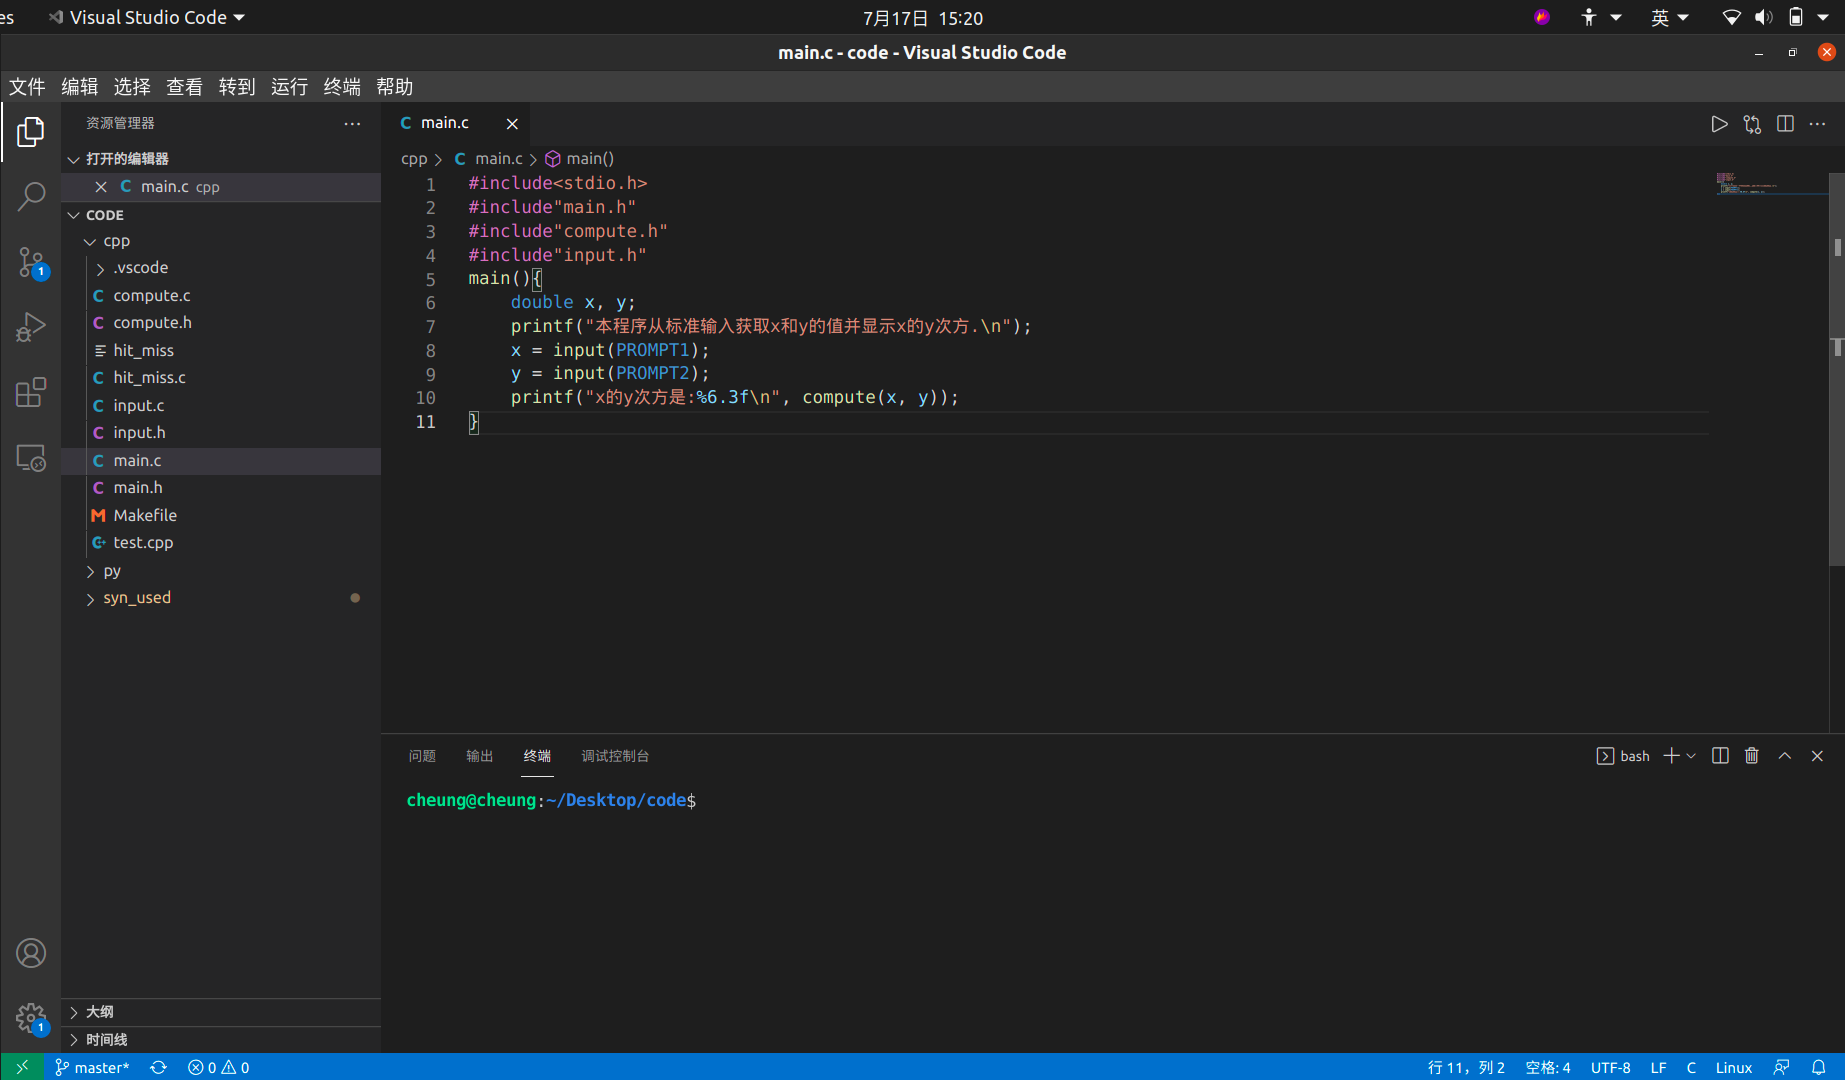 es Visual Studio Code 7月17日 15:20 英
main.c - code - Visual Studio Code
文件 编辑 选择 查看 转到 运行 终端 帮助
资源管理器
打开的编辑器
main.c cpp
CODE
cpp
.vscode
compute.c
compute.h
hit_miss
hit_miss.c
input.c
input.h
main.c
main.h
Makefile
test.cpp
py
syn_used
大纲
时间线
1
1
main.c
cpp > main.c > main()
1 #include<stdio.h>
2 #include"main.h"
3 #include"compute.h"
4 #include"input.h"
5 main(){
6 double x, y;
7 printf("本程序从标准输入获取x和y的值并显示x的y次方.\n");
8 x = input(PROMPT1);
9 y = input(PROMPT2);
10 printf("x的y次方是:%6.3f\n", compute(x, y));
11 }
问题 输出 终端 调试控制台 bash
cheung@cheung:~/Desktop/code$
master* 0 0 行 11，列 2 空格: 4 UTF-8 LF C Linux